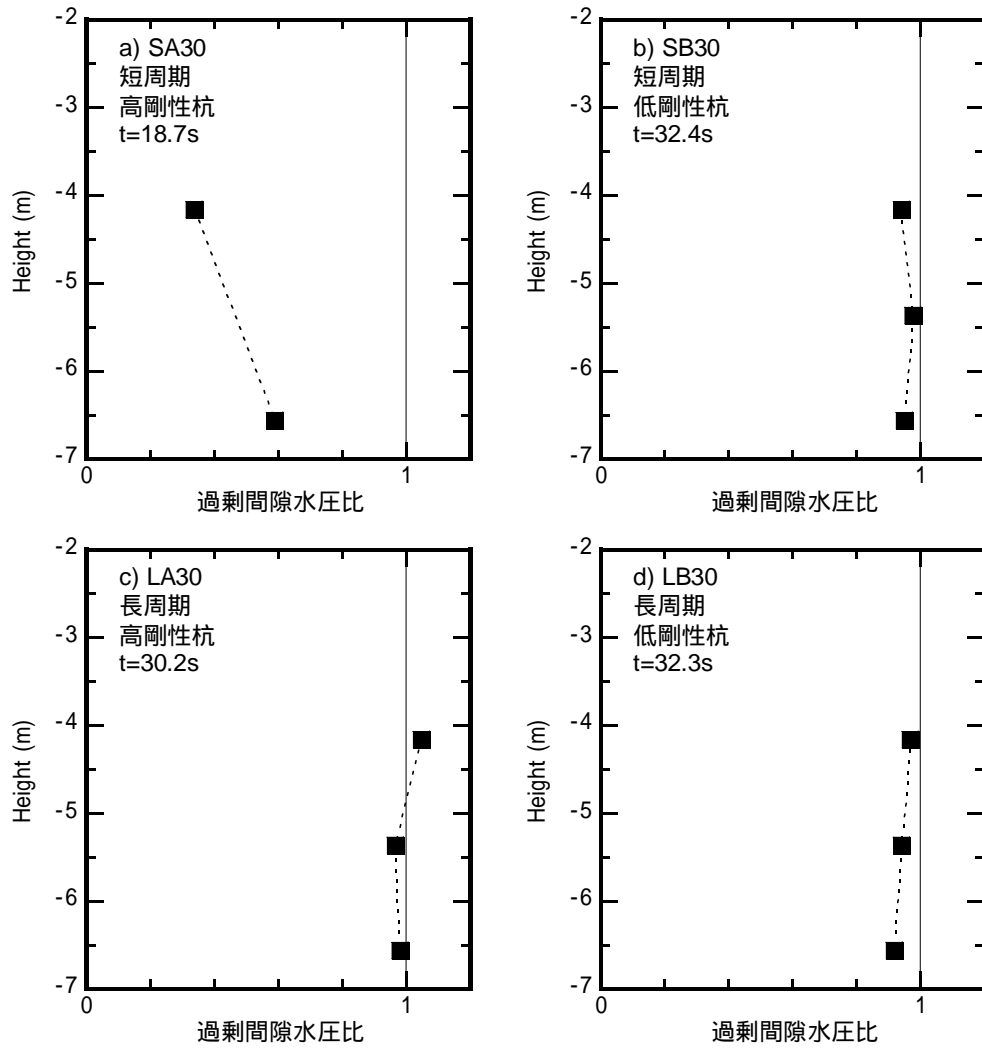 -2
-3
-4
-5
-6
-7
Height (m)
a) SA30
短周期
高剛性杭
t=18.7s
0
1
過剰間隙水圧比
-2
-3
-4
-5
-6
-7
Height (m)
b) SB30
短周期
低剛性杭
t=32.4s
0
1
過剰間隙水圧比
-2
-3
-4
-5
-6
-7
Height (m)
c) LA30
長周期
高剛性杭
t=30.2s
0
1
過剰間隙水圧比
-2
-3
-4
-5
-6
-7
Height (m)
d) LB30
長周期
低剛性杭
t=32.3s
0
1
過剰間隙水圧比